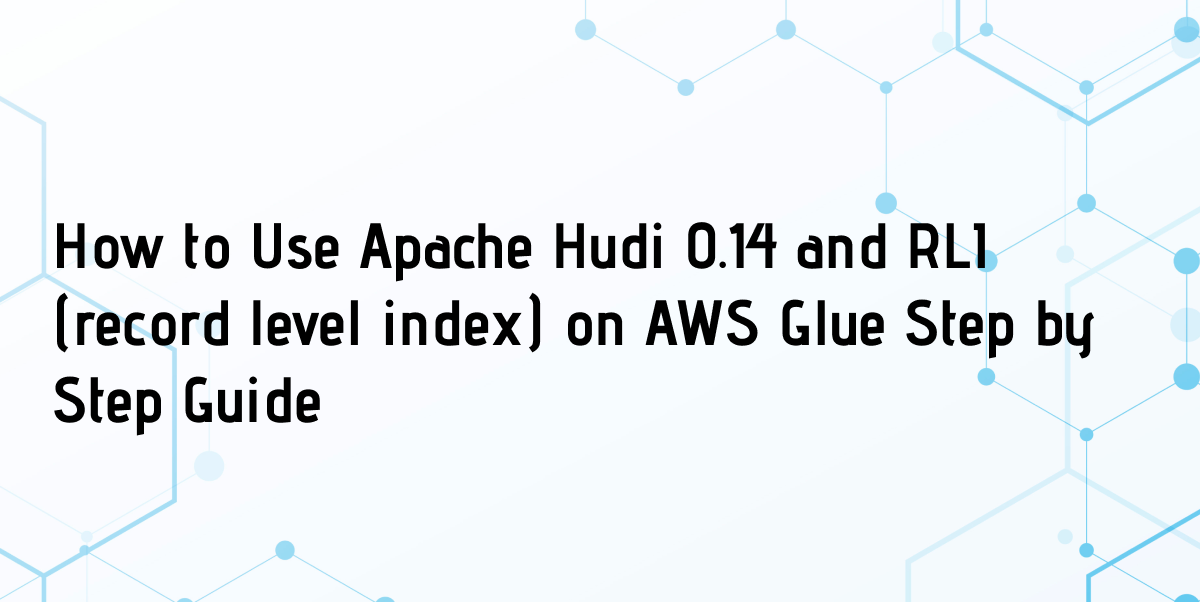 How to Use Apache Hudi 0.14 and RLI
(record level index) on AWS Glue Step by
Step Guide